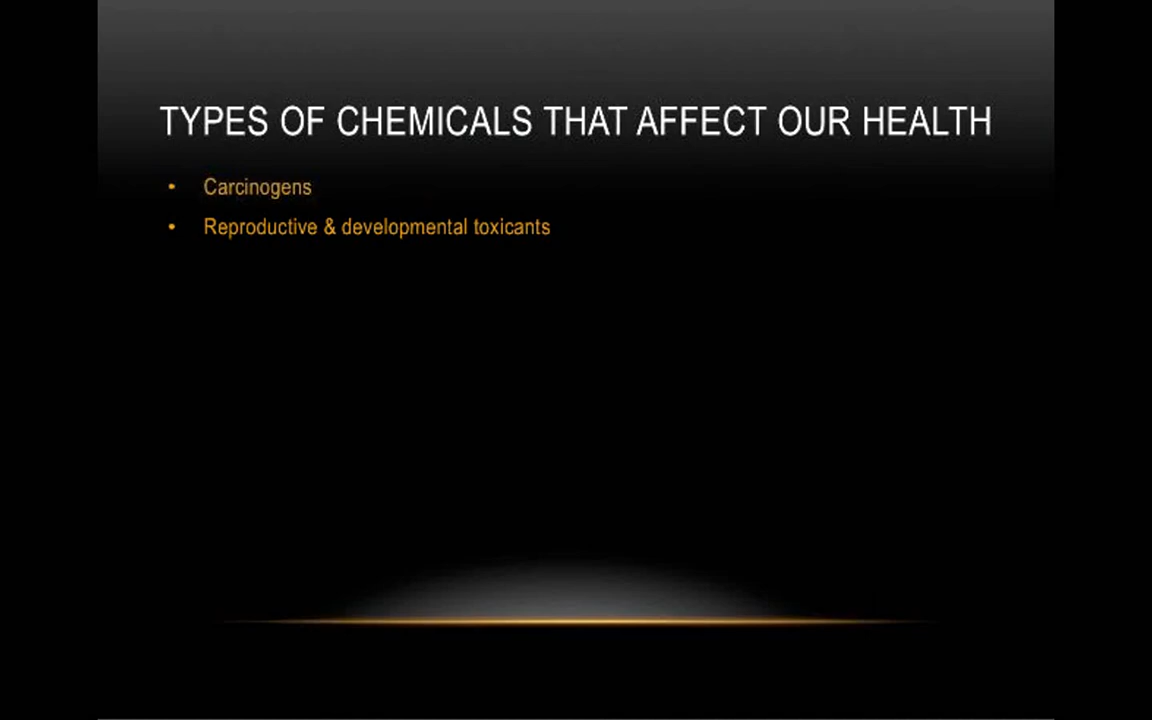 TYPES OF CHEMICALS THAT AFFECT OUR HEALTH
• Carcinogens
• Reproductive & developmental toxicants